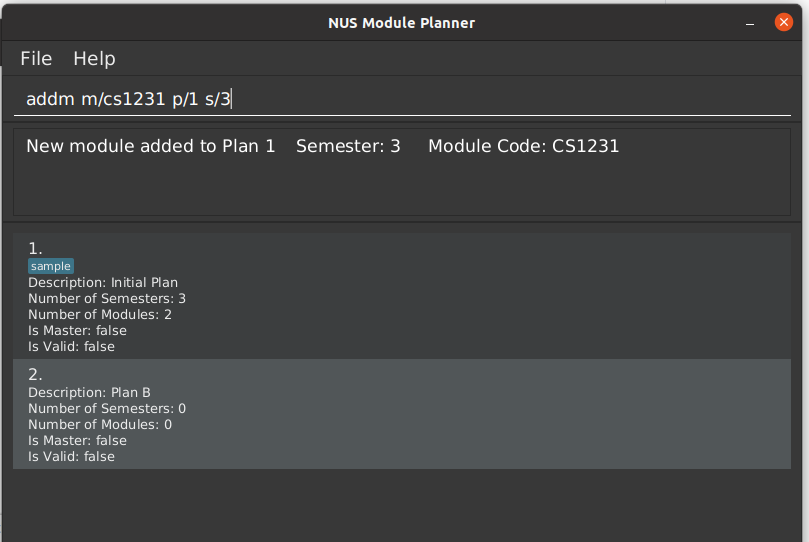 NUS Module Planner
File Help
addm m/cs1231 p/1 s/3
New module added to Plan 1 Semester: 3 Module Code: CS1231
1.
sample
Description: Initial Plan
Number of Semesters: 3
Number of Modules: 2
Is Master: false
Is Valid: false
2.
Description: Plan B
Number of Semesters: 0
Number of Modules: 0
Is Master: false
Is Valid: false